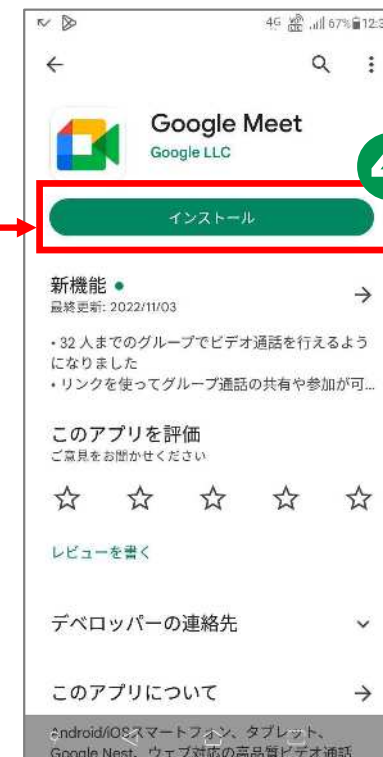 4G 67% 12:3
Google Meet
Google LLC
インストール
新機能
最終更新: 2022/11/03
・32 人までのグループでビデオ通話を行えるよう
になりました
・リンクを使ってグループ通話の共有や参加が可...
このアプリを評価
ご意見をお聞かせください
レビューを書く
デベロッパーの連絡先
このアプリについて
Android/iOSスマートフォン、タブレット、
Google Nest、ウェブ対応の高品質ビデオ通話